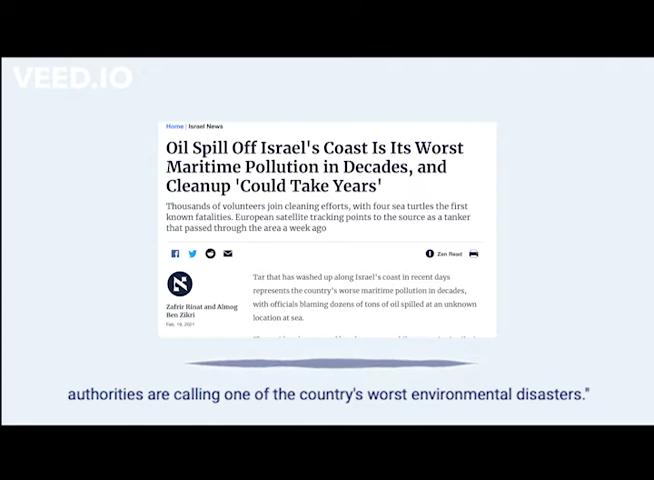 VEED.IO
Home | Israel News
Oil Spill Off Israel's Coast Is Its Worst
Maritime Pollution in Decades, and
Cleanup 'Could Take Years'
Thousands of volunteers join cleaning efforts, with four sea turtles the first
known fatalities. European satellite tracking points to the source as a tanker
that passed through the area a week ago
Zen Read
Tar that has washed up along Israel's coast in recent days
represents the country's worse maritime pollution in decades,
with officials blaming dozens of tons of oil spilled at an unknown
location at sea.
Zafrir Rinat and Almog
Ben Zikri
Feb. 19, 2021
authorities are calling one of the country's worst environmental disasters."